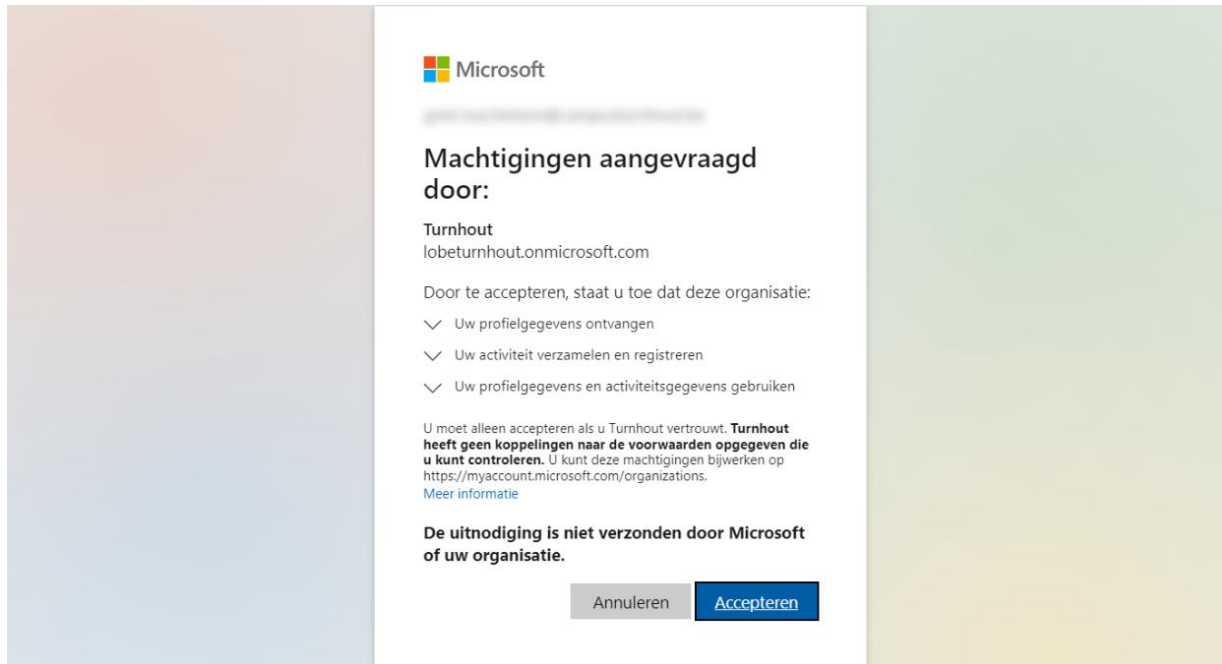 Microsoft
Machtigingen aangevraagd
door:
Turnhout
lobeturnhout.onmicrosoft.com
Door te accepteren, staat u toe dat deze organisatie:
Uw profielgegevens ontvangen
Uw activiteit verzamelen en registreren
Uw profielgegevens en activiteitsgegevens gebruiken
U moet alleen accepteren als u Turnhout vertrouwt. Turnhout
heeft geen koppelingen naar de voorwaarden opgegeven die
u kunt controleren. U kunt deze machtigingen bijwerken op
https://myaccount.microsoft.com/organizations.
Meer informatie
De uitnodiging is niet verzonden door Microsoft
of uw organisatie.
Annuleren
Accepteren